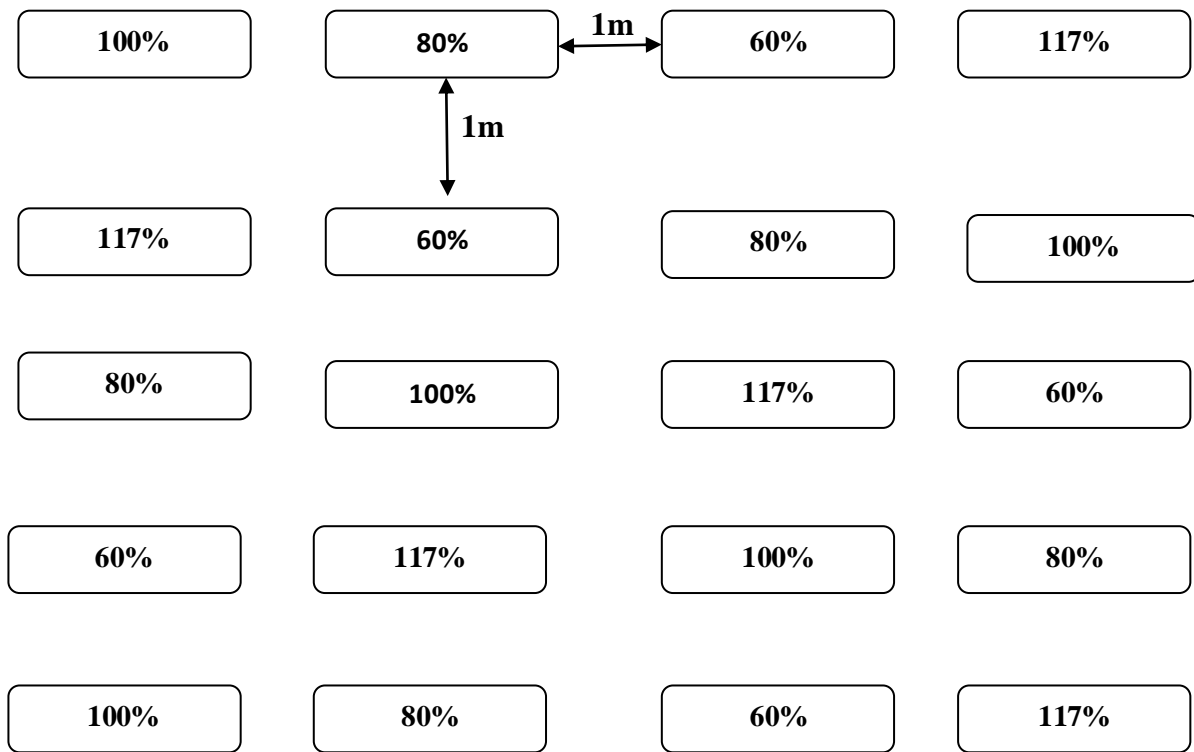 100% 80% 1m 60% 117%
1m
117% 60% 80% 100%
80% 100% 117% 60%
60% 117% 100% 80%
100% 80% 60% 117%